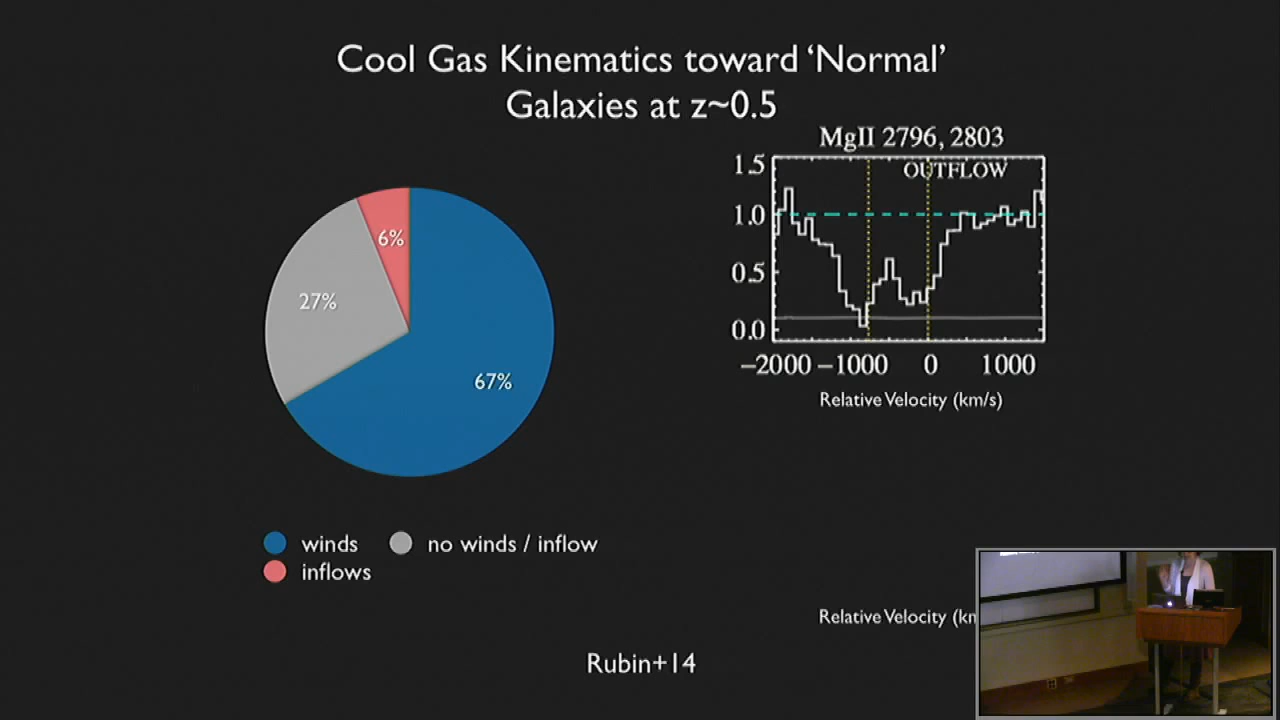 Cool Gas Kinematics toward ‘Normal’
Galaxies at z~0.5
MgII 2796, 2803
OUTFLOW
1.5
1.0
0.5
0.0
−2000 −1000 0 1000
Relative Velocity (km/s)
6%
27%
67%
winds no winds / inflow
inflows
Relative Velocity (km
Rubin+14